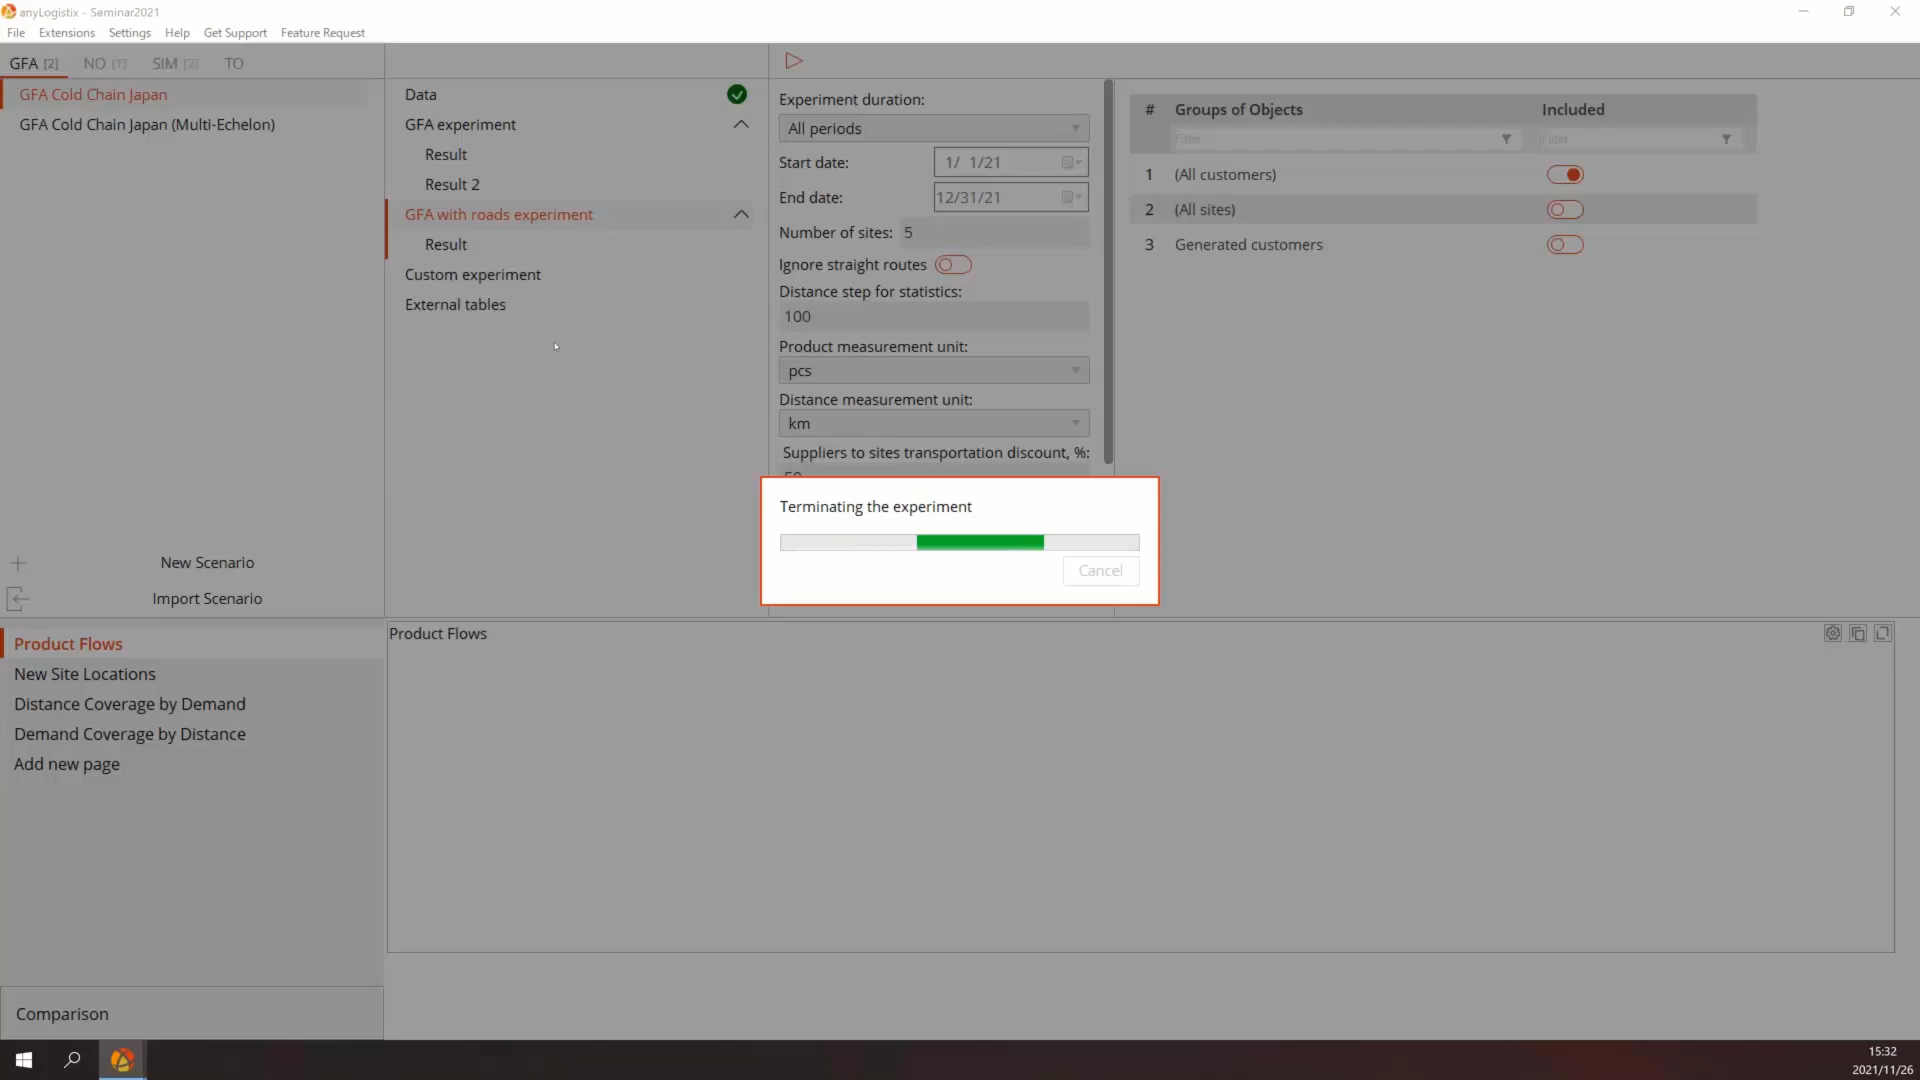 anyLogistix - Seminar2021
File Extensions Settings Help Get Support Feature Request
GFA [2] NO [1] SIM [2] TO
GFA Cold Chain Japan
GFA Cold Chain Japan (Multi-Echelon)
New Scenario
Import Scenario
Data
GFA experiment
Result
Result 2
GFA with roads experiment
Result
Custom experiment
External tables
Experiment duration:
All periods
Start date: 1/ 1/21
End date: 12/31/21
Number of sites: 5
Ignore straight routes
Distance step for statistics:
100
Product measurement unit:
pcs
Distance measurement unit:
km
Suppliers to sites transportation discount, %:
50
# Groups of Objects Included
Filter Filter
1 (All customers)
2 (All sites)
3 Generated customers
Terminating the experiment
Cancel
Product Flows
New Site Locations
Distance Coverage by Demand
Demand Coverage by Distance
Add new page
Comparison
Product Flows
15:32
2021/11/26